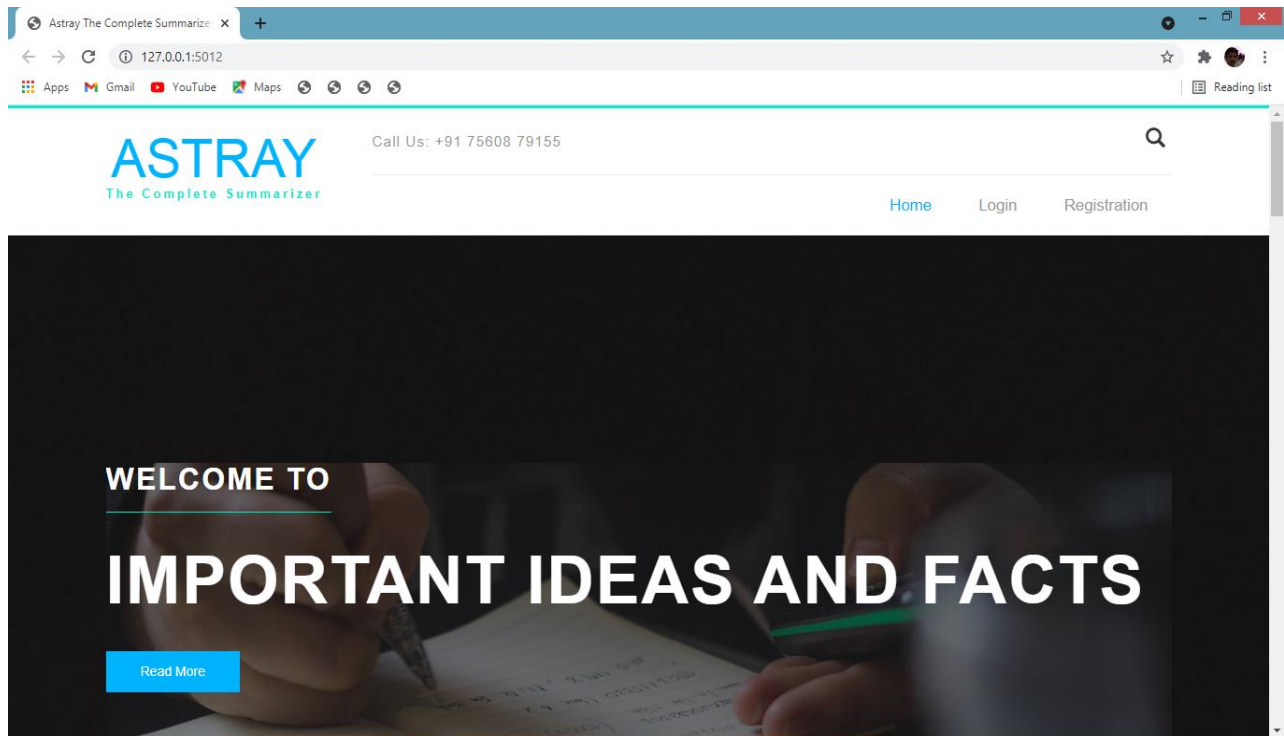 Astray The Complete Summarize
127.0.0.1:5012
Apps Gmail YouTube Maps Reading list
ASTRAY
The Complete Summarizer
Call Us: +91 75608 79155
Home Login Registration
WELCOME TO
IMPORTANT IDEAS AND FACTS
Read More